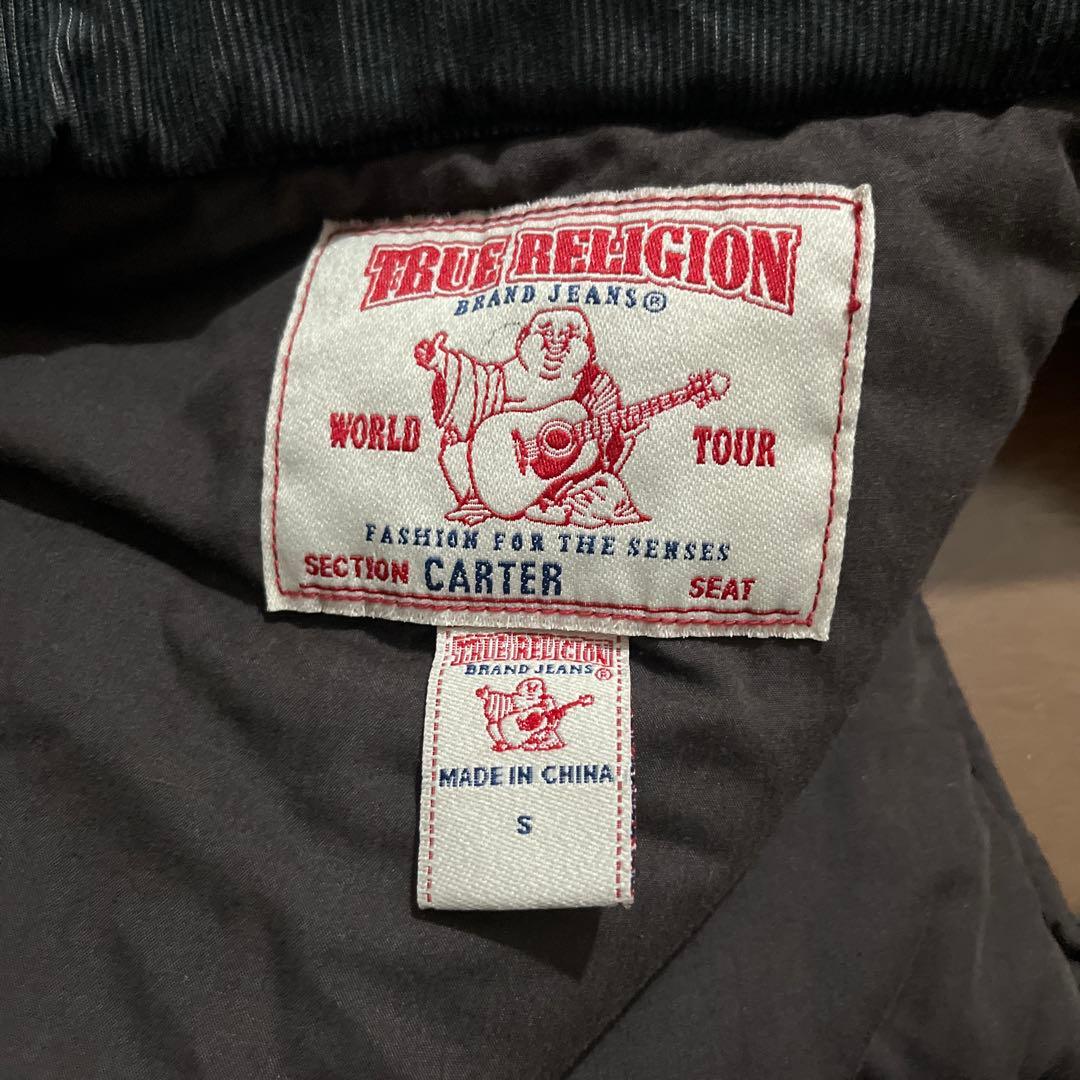 TRUE RELIGION
BRAND JEANS®
WORLD TOUR
FASHION FOR THE SENSES
SECTION CARTER SEAT
TRUE RELIGION
BRAND JEANS®
MADE IN CHINA
S